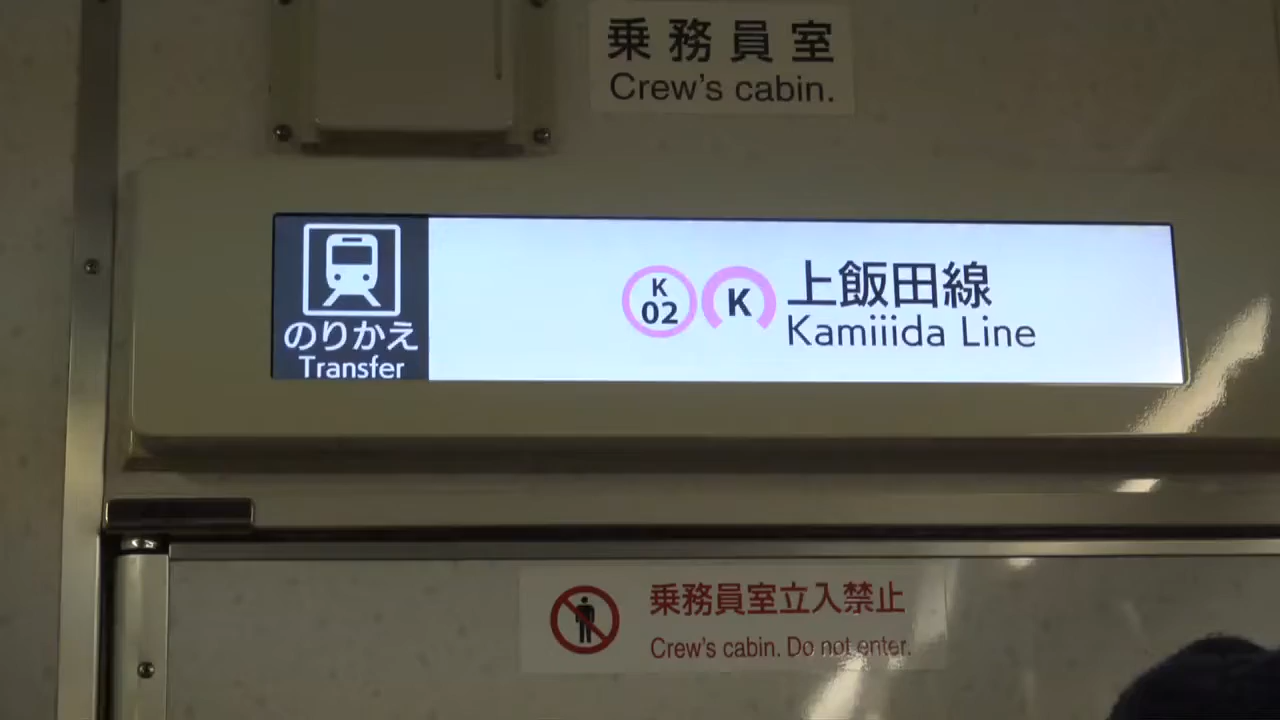 乗務員室
Crew's cabin.
のりかえ
Transfer
K
02
K
上飯田線
Kamiiida Line
乗務員室立入禁止
Crew's cabin. Do not enter.